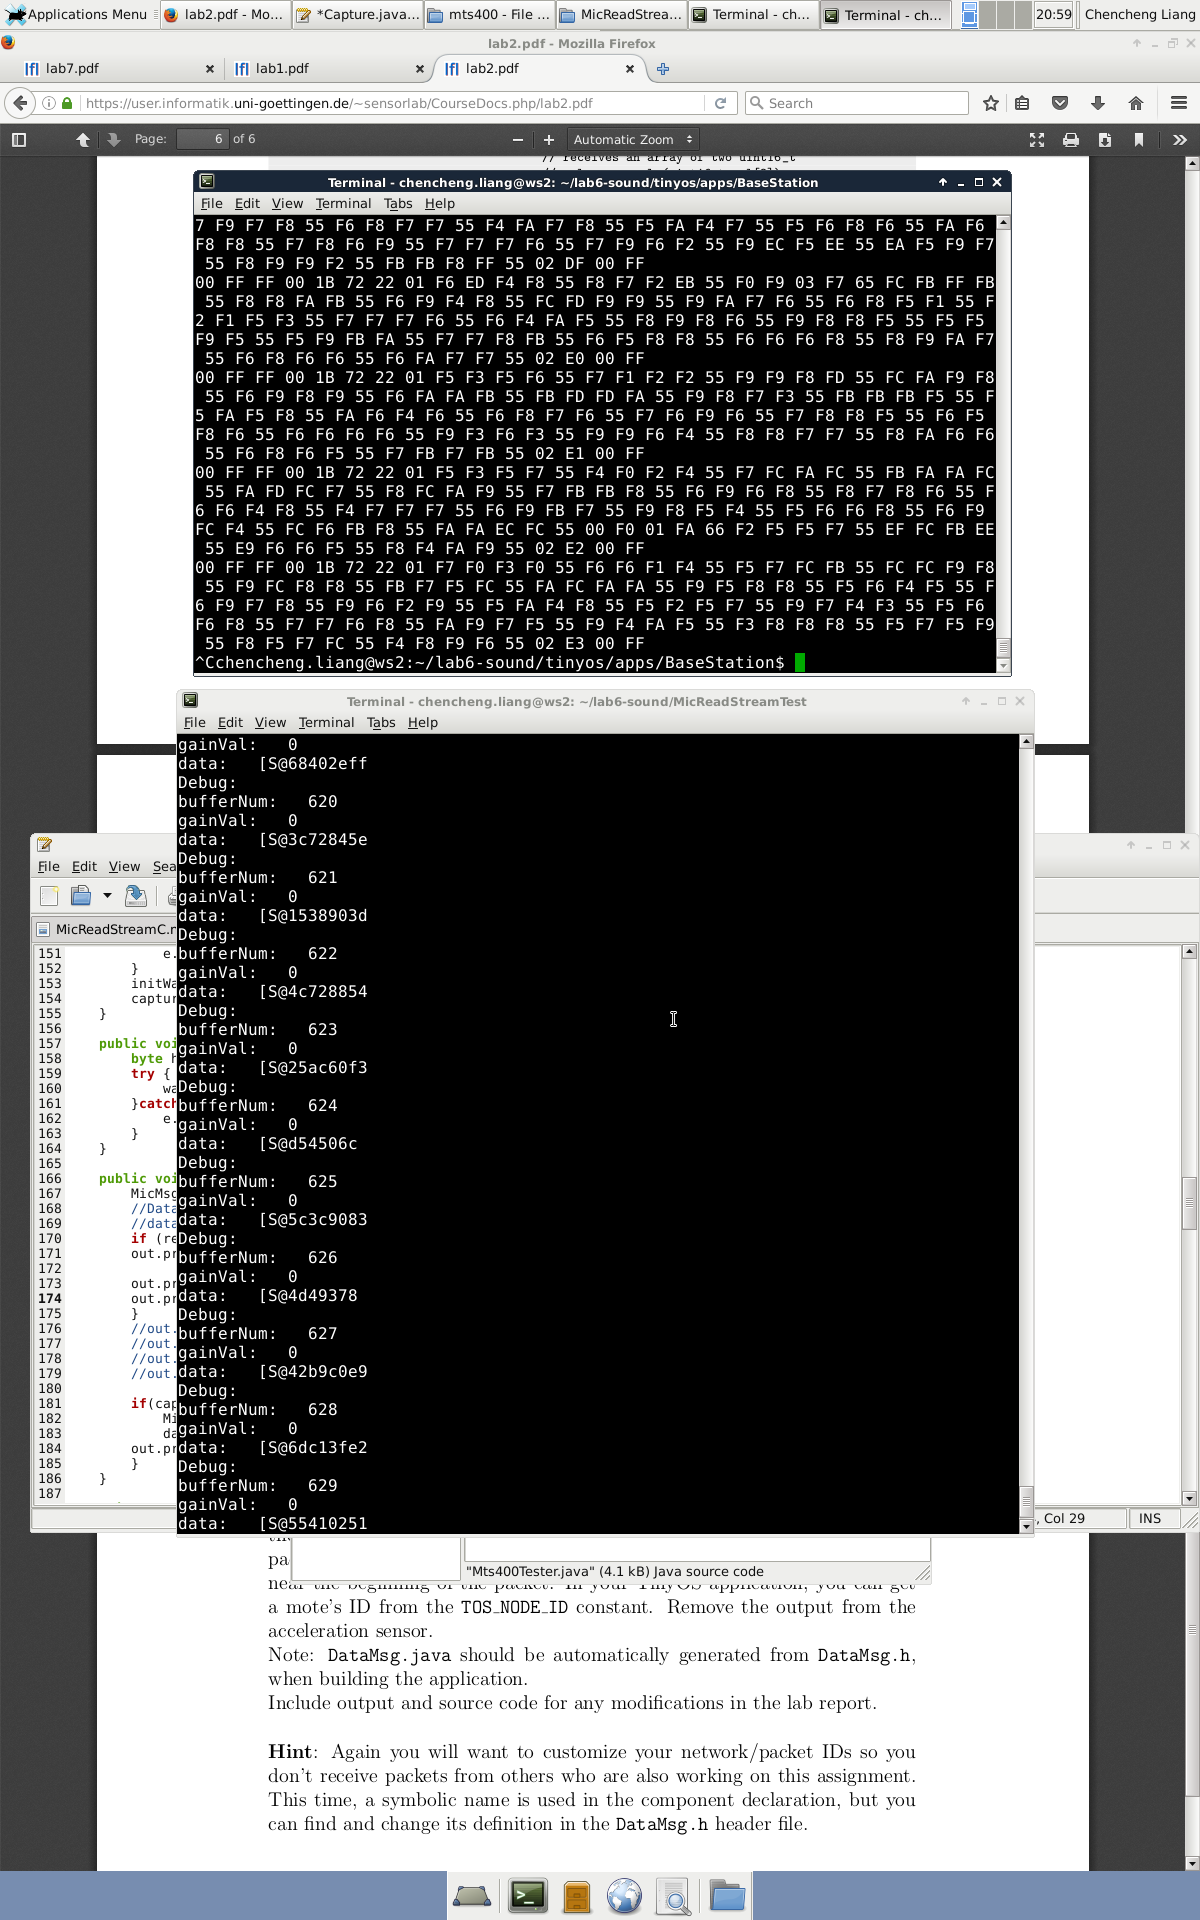 Applications Menu
lab2.pdf - Mo...
*Capture.java...
mts400 - File ...
MicReadStrea...
Terminal - ch...
Terminal - ch...
20:59
Chencheng Liang
lab2.pdf - Mozilla Firefox
lab7.pdf
lab1.pdf
lab2.pdf
https://user.informatik.uni-goettingen.de/~sensorlab/CourseDocs.php/lab2.pdf
Search
Page: 6 of 6
Automatic Zoom
// receives an array of two uint16_t
Terminal - chencheng.liang@ws2: ~/lab6-sound/tinyos/apps/BaseStation
File Edit View Terminal Tabs Help
7 F9 F7 F8 55 F6 F8 F7 F7 55 F4 FA F7 F8 55 F5 FA F4 F7 55 F5 F6 F8 F6 55 FA F6
F8 F8 55 F7 F8 F6 F9 55 F7 F7 F7 F6 55 F7 F9 F6 F2 55 F9 EC F5 EE 55 EA F5 F9 F7
55 F8 F9 F9 F2 55 FB FB F8 FF 55 02 DF 00 FF
00 FF FF 00 1B 72 22 01 F6 ED F4 F8 55 F8 F7 F2 EB 55 F0 F9 03 F7 65 FC FB FF FB
55 F8 F8 FA FB 55 F6 F9 F4 F8 55 FC FD F9 F9 55 F9 FA F7 F6 55 F6 F8 F5 F1 55 F
2 F1 F5 F3 55 F7 F7 F7 F6 55 F6 F4 FA F5 55 F8 F9 F8 F6 55 F9 F8 F8 F5 55 F5 F5
F9 F5 55 F5 F9 FB FA 55 F7 F7 F8 FB 55 F6 F5 F8 F8 55 F6 F6 F6 F8 55 F8 F9 FA F7
55 F6 F8 F6 F6 55 F6 FA F7 F7 55 02 E0 00 FF
00 FF FF 00 1B 72 22 01 F5 F3 F5 F6 55 F7 F1 F2 F2 55 F9 F9 F8 FD 55 FC FA F9 F8
55 F6 F9 F8 F9 55 F6 FA FA FB 55 FB FD FD FA 55 F9 F8 F7 F3 55 FB FB FB F5 55 F
5 FA F5 F8 55 FA F6 F4 F6 55 F6 F8 F7 F6 55 F7 F6 F9 F6 55 F7 F8 F8 F5 55 F6 F5
F8 F6 55 F6 F6 F6 F6 55 F9 F3 F6 F3 55 F9 F9 F6 F4 55 F8 F8 F7 F7 55 F8 FA F6 F6
55 F6 F8 F6 F5 55 F7 FB F7 FB 55 02 E1 00 FF
00 FF FF 00 1B 72 22 01 F5 F3 F5 F7 55 F4 F0 F2 F4 55 F7 FC FA FC 55 FB FA FA FC
55 FA FD FC F7 55 F8 FC FA F9 55 F7 FB FB F8 55 F6 F9 F6 F8 55 F8 F7 F8 F6 55 F
6 F6 F4 F8 55 F4 F7 F7 F7 55 F6 F9 FB F7 55 F9 F8 F5 F4 55 F5 F6 F6 F8 55 F6 F9
FC F4 55 FC F6 FB F8 55 FA FA EC FC 55 00 F0 01 FA 66 F2 F5 F5 F7 55 EF FC FB EE
55 E9 F6 F6 F5 55 F8 F4 FA F9 55 02 E2 00 FF
00 FF FF 00 1B 72 22 01 F7 F0 F3 F0 55 F6 F6 F1 F4 55 F5 F7 FC FB 55 FC FC F9 F8
55 F9 FC F8 F8 55 FB F7 F5 FC 55 FA FC FA FA 55 F9 F5 F8 F8 55 F5 F6 F4 F5 55 F
6 F9 F7 F8 55 F9 F6 F2 F9 55 F5 FA F4 F8 55 F5 F2 F5 F7 55 F9 F7 F4 F3 55 F5 F6
F6 F8 55 F7 F7 F6 F8 55 FA F9 F7 F5 55 F9 F4 FA F5 55 F3 F8 F8 F8 55 F5 F7 F5 F9
55 F8 F5 F7 FC 55 F4 F8 F9 F6 55 02 E3 00 FF
^Cchencheng.liang@ws2:~/lab6-sound/tinyos/apps/BaseStation$
Terminal - chencheng.liang@ws2: ~/lab6-sound/MicReadStreamTest
File Edit View Terminal Tabs Help
gainVal: 0
data: [S@68402eff
Debug:
bufferNum: 620
gainVal: 0
data: [S@3c72845e
Debug:
bufferNum: 621
gainVal: 0
data: [S@1538903d
Debug:
bufferNum: 622
gainVal: 0
data: [S@4c728854
Debug:
bufferNum: 623
gainVal: 0
data: [S@25ac60f3
Debug:
bufferNum: 624
gainVal: 0
data: [S@d54506c
Debug:
bufferNum: 625
gainVal: 0
data: [S@5c3c9083
Debug:
bufferNum: 626
gainVal: 0
data: [S@4d49378
Debug:
bufferNum: 627
gainVal: 0
data: [S@42b9c0e9
Debug:
bufferNum: 628
gainVal: 0
data: [S@6dc13fe2
Debug:
bufferNum: 629
gainVal: 0
data: [S@55410251
File Edit View Sea
MicReadStreamC.n
151 e.
152 }
153 initWa
154 captur
155 }
156
157 public voi
158 byte h
159 try {
160 wa
161 }catch
162 e.
163 }
164 }
165
166 public voi
167 MicMsg
168 //Data
169 //data
170 if (re
171 out.pr
172
173 out.pr
174 out.pr
175 }
176 //out.
177 //out.
178 //out.
179 //out.
180
181 if(cap
182 Mi
183 da
184 out.pr
185 }
186 }
187
, Col 29 INS
"Mts400Tester.java" (4.1 kB) Java source code
pa
near the beginning of the packet. In your TinyOS application, you can get
a mote's ID from the TOS_NODE_ID constant. Remove the output from the
acceleration sensor.
Note: DataMsg.java should be automatically generated from DataMsg.h,
when building the application.
Include output and source code for any modifications in the lab report.
Hint: Again you will want to customize your network/packet IDs so you
don't receive packets from others who are also working on this assignment.
This time, a symbolic name is used in the component declaration, but you
can find and change its definition in the DataMsg.h header file.